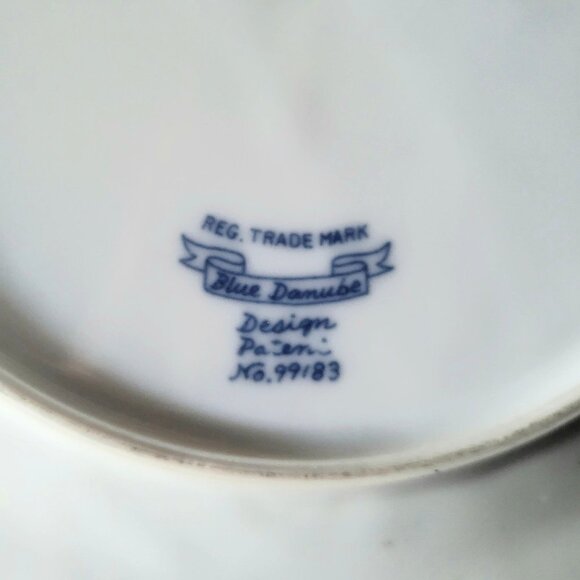 REG. TRADE MARK
Blue Danube
Design
Patent
No. 99183